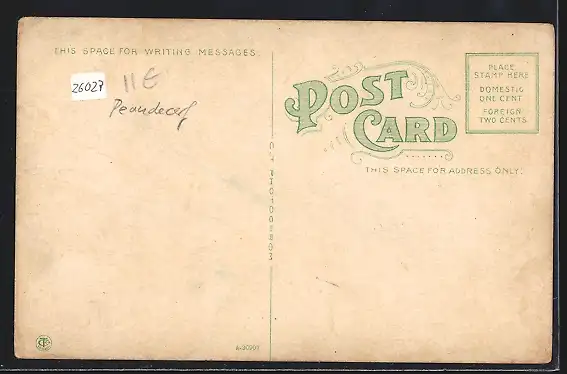 THIS SPACE FOR WRITING MESSAGES.
26027
11 €
POST CARD
PLACE
STAMP HERE
DOMESTIC
ONE CENT
FOREIGN
TWO CENTS
THIS SPACE FOR ADDRESS ONLY.